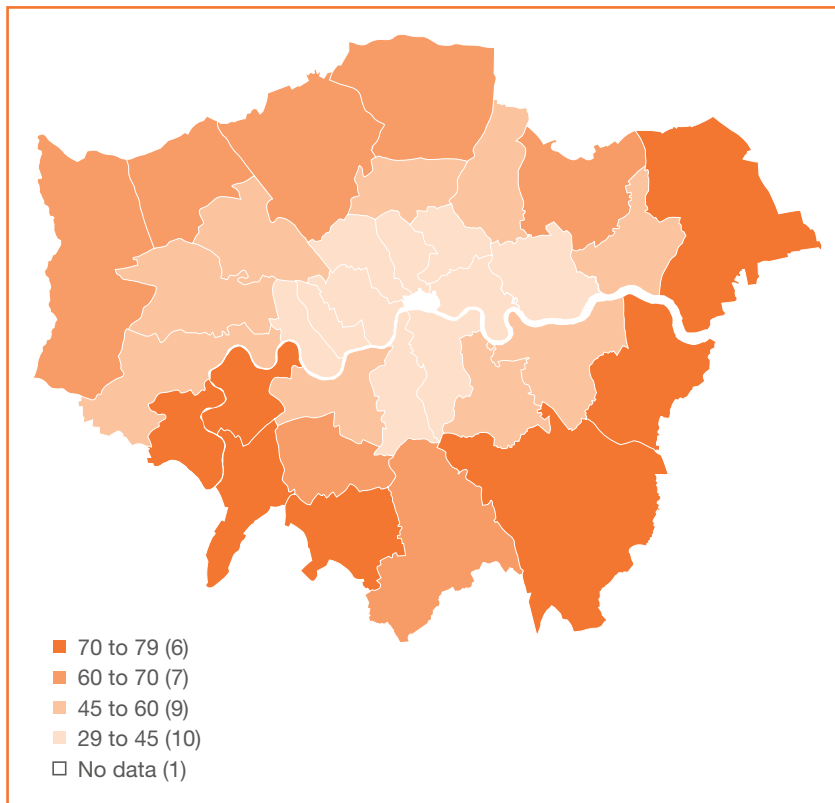 70 to 79 (6)
60 to 70 (7)
45 to 60 (9)
29 to 45 (10)
No data (1)